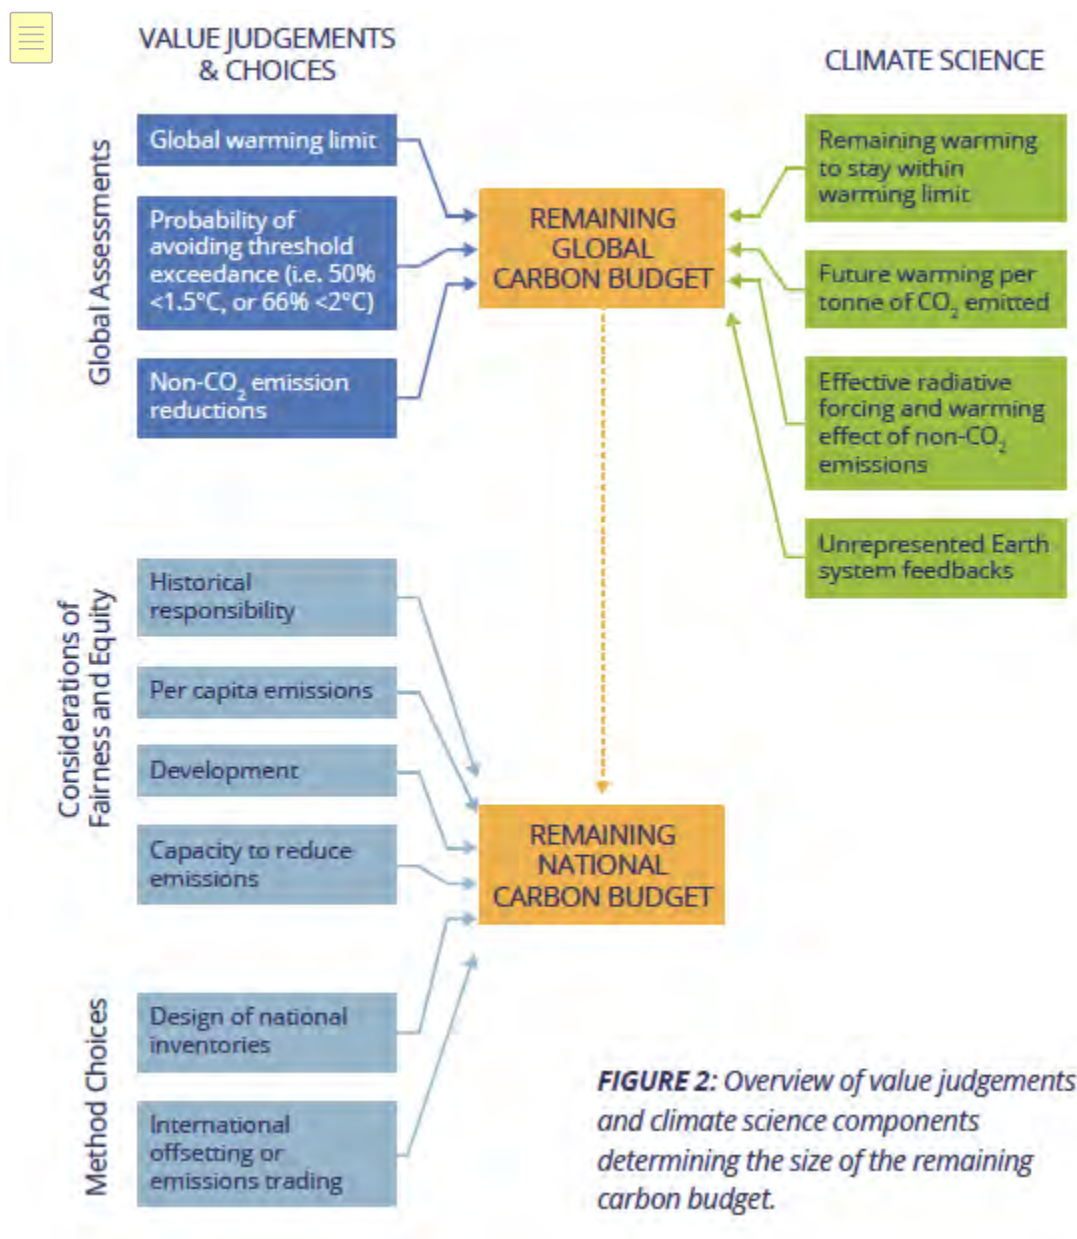 VALUE JUDGEMENTS
& CHOICES
CLIMATE SCIENCE
Global Assessments
Global warming limit
Probability of
avoiding threshold
exceedance (i.e. 50%
<1.5°C, or 66% <2°C)
Non-CO₂ emission
reductions
REMAINING
GLOBAL
CARBON BUDGET
Remaining warming
to stay within
warming limit
Future warming per
tonne of CO₂ emitted
Effective radiative
forcing and warming
effect of non-CO₂
emissions
Unrepresented Earth
system feedbacks
Considerations of
Fairness and Equity
Historical
responsibility
Per capita emissions
Development
Capacity to reduce
emissions
REMAINING
NATIONAL
CARBON BUDGET
Method Choices
Design of national
inventories
International
offsetting or
emissions trading
FIGURE 2: Overview of value judgements
and climate science components
determining the size of the remaining
carbon budget.